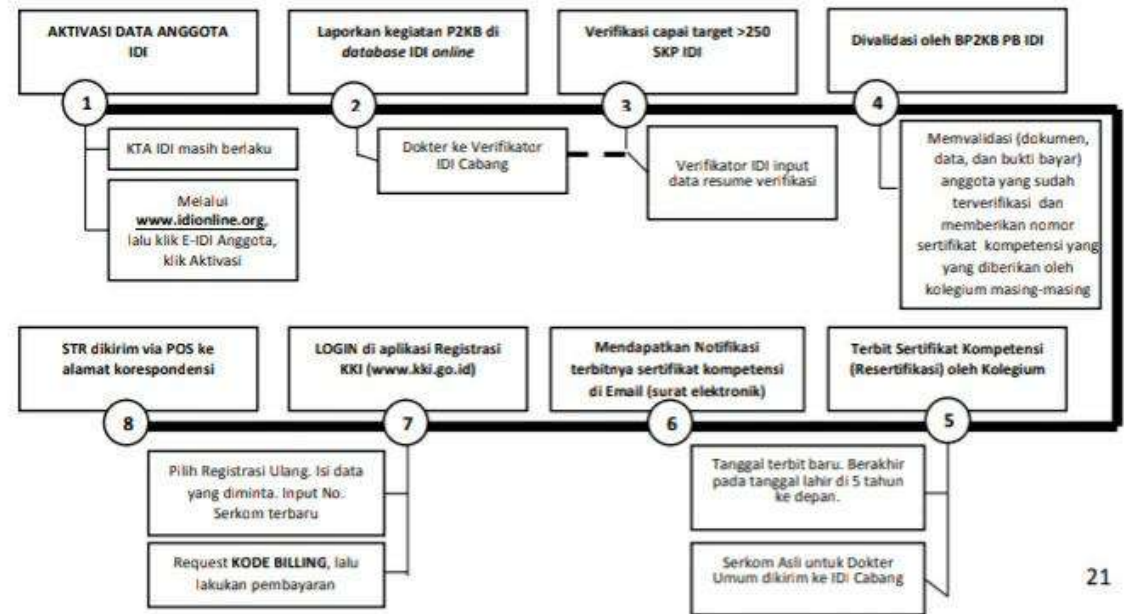 AKTIVASI DATA ANGGOTA
IDI
1
KTA IDI masih berlaku
Melalui
www.idionline.org,
lalu klik E-IDI Anggota,
klik Aktivasi
Laporkan kegiatan P2KB di
database IDI online
2
Dokter ke Verifikator
IDI Cabang
Verifikasi capai target >250
SKP IDI
3
Verifikator IDI input
data resume verifikasi
Divalidasi oleh BP2KB PB IDI
4
Memvalidasi (dokumen,
data, dan bukti bayar)
anggota yang sudah
terverifikasi dan
memberikan nomor
sertifikat kompetensi yang
yang diberikan oleh
kolegium masing-masing
Terbit Sertifikat Kompetensi
(Resertifikasi) oleh Kolegium
5
Tanggal terbit baru. Berakhir
pada tanggal lahir di 5 tahun
ke depan.
Serkom Asli untuk Dokter
Umum dikirim ke IDI Cabang
Mendapatkan Notifikasi
terbitnya sertifikat kompetensi
di Email (surat elektronik)
6
LOGIN di aplikasi Registrasi
KKI (www.kki.go.id)
7
Pilih Registrasi Ulang. Isi data
yang diminta. Input No.
Serkom terbaru
Request KODE BILLING, lalu
lakukan pembayaran
STR dikirim via POS ke
alamat korespondensi
8
21